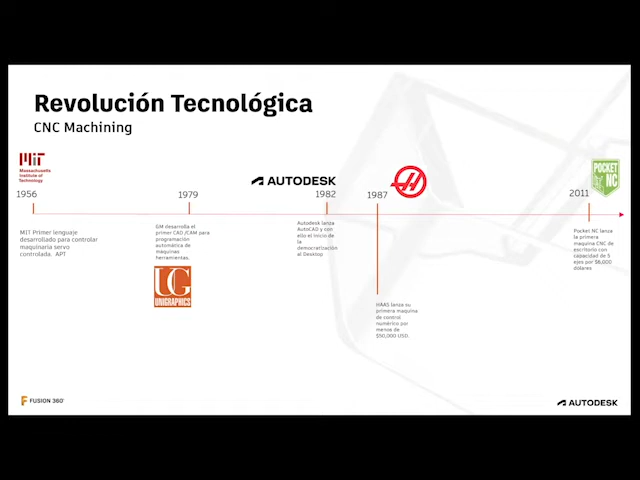 Revolución Tecnológica
CNC Machining
MIT
Massachusetts
Institute of
Technology
1956
MIT Primer lenguaje
desarrollado para controlar
maquinaria servo
controlada. APT
1979
GM desarrolla el
primer CAD /CAM para
programación
automática de
maquinas
herramientas.
UG
UNIGRAPHICS
AUTODESK
1982
Autodesk lanza
AutoCAD y con
ello el inicio de
la
democratización
al Desktop
1987
HAAS lanza su
primera maquina
de control
numérico por
menos de
$50,000 USD.
POCKET
NC
2011
Pocket NC lanza
la primera
maquina CNC de
escritorio con
capacidad de 5
ejes por $6,000
dólares
F FUSION 360°
AUTODESK